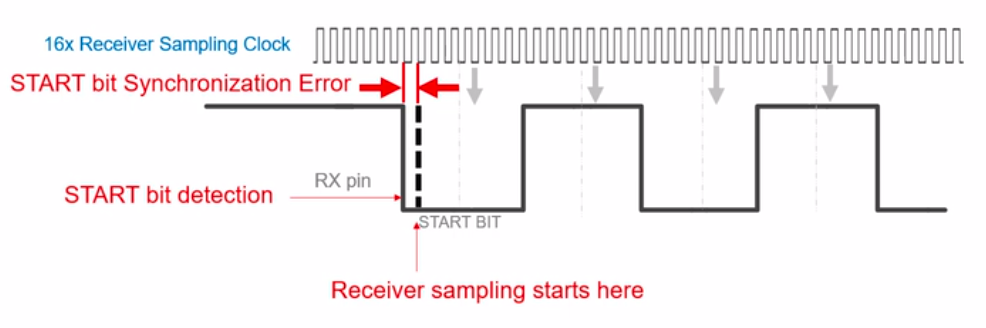 16x Receiver Sampling Clock
START bit Synchronization Error
RX pin
START bit detection
START BIT
Receiver sampling starts here